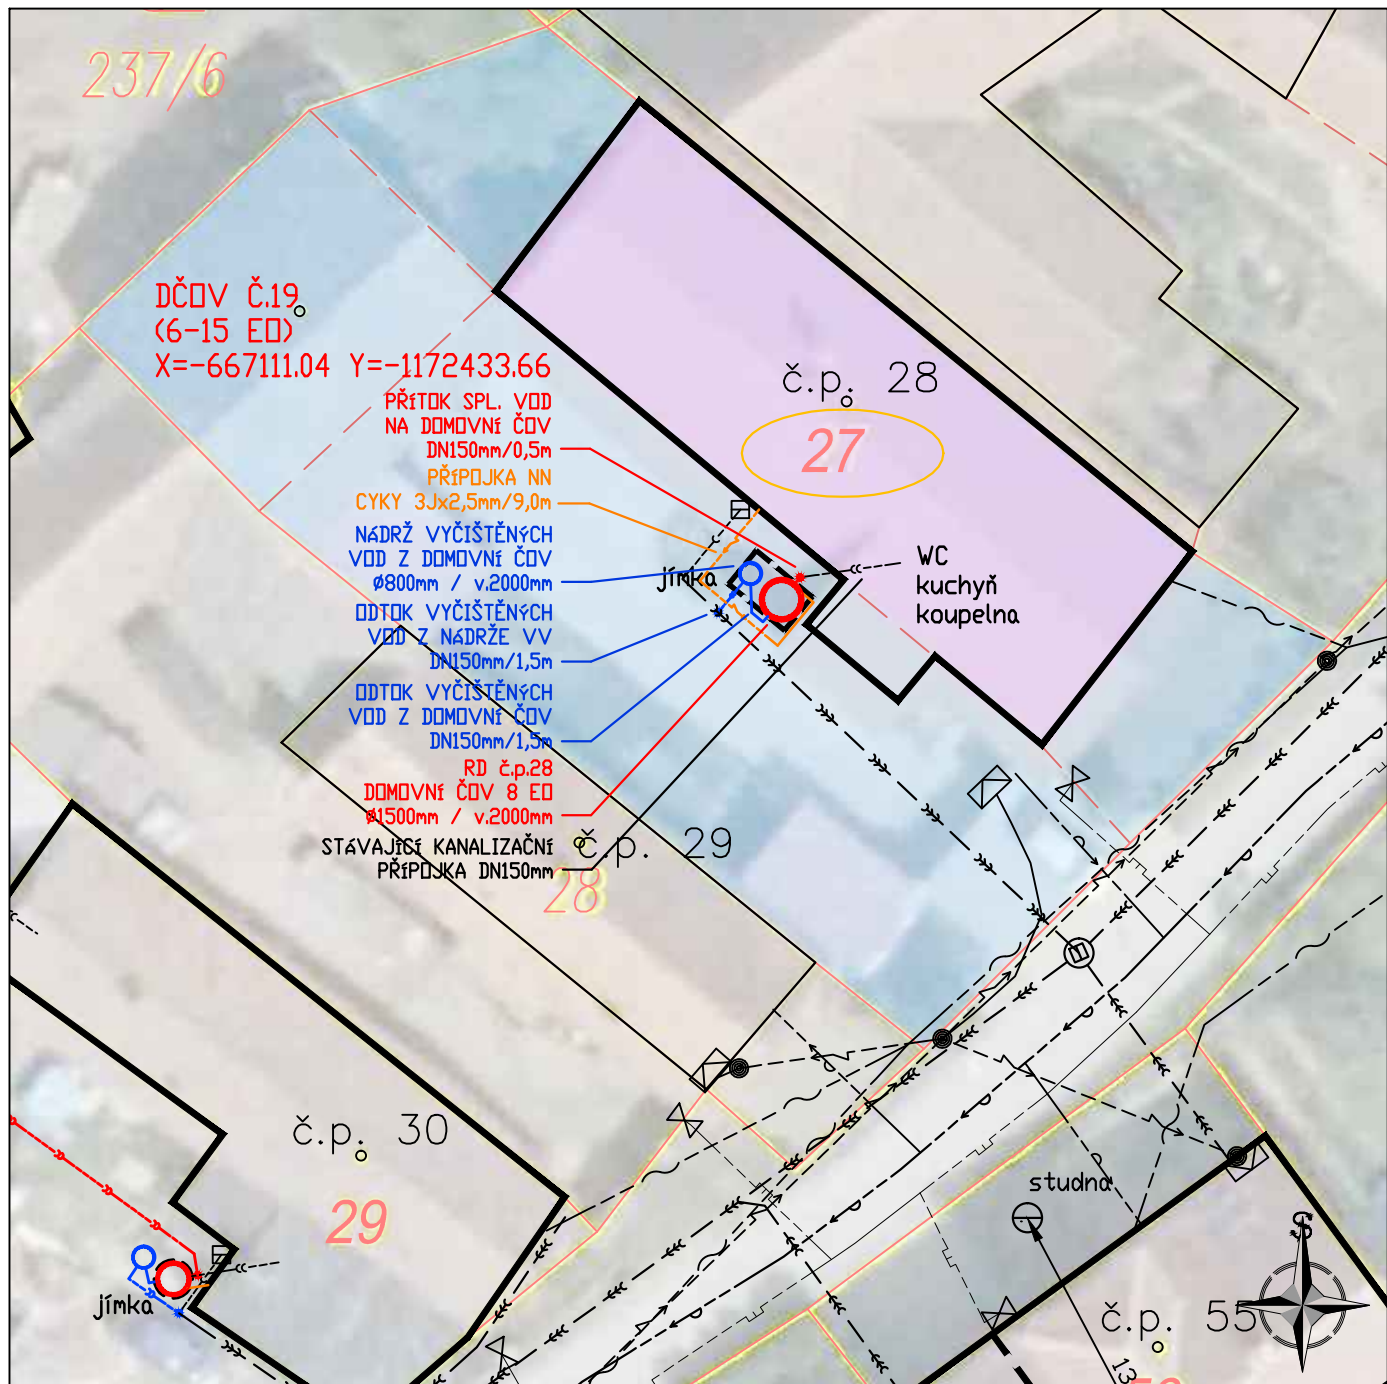 237/6
DČOV Č.19
(6-15 EO)
X=-667111.04 Y=-1172433.66
PŘÍTOK SPL. VOD
NA DOMOVNÍ ČOV
DN150mm/0,5m
PŘÍPOJKA NN
CYKY 3Jx2,5mm/9,0m
NÁDRŽ VYČIŠTĚNÝCH
VOD Z DOMOVNÍ ČOV
Ø800mm / v.2000mm
ODTOK VYČIŠTĚNÝCH
VOD Z NÁDRŽE VV
DN150mm/1,5m
ODTOK VYČIŠTĚNÝCH
VOD Z DOMOVNÍ ČOV
DN150mm/1,5m
RD č.p.28
DOMOVNÍ ČOV 8 EO
Ø1500mm / v.2000mm
STÁVAJÍCÍ KANALIZAČNÍ
PŘÍPOJKA DN150mm
č.p. 28
27
jímka
WC
kuchyň
koupelna
č.p. 29
28
č.p. 30
29
jímka
studna
S
č.p. 55
13